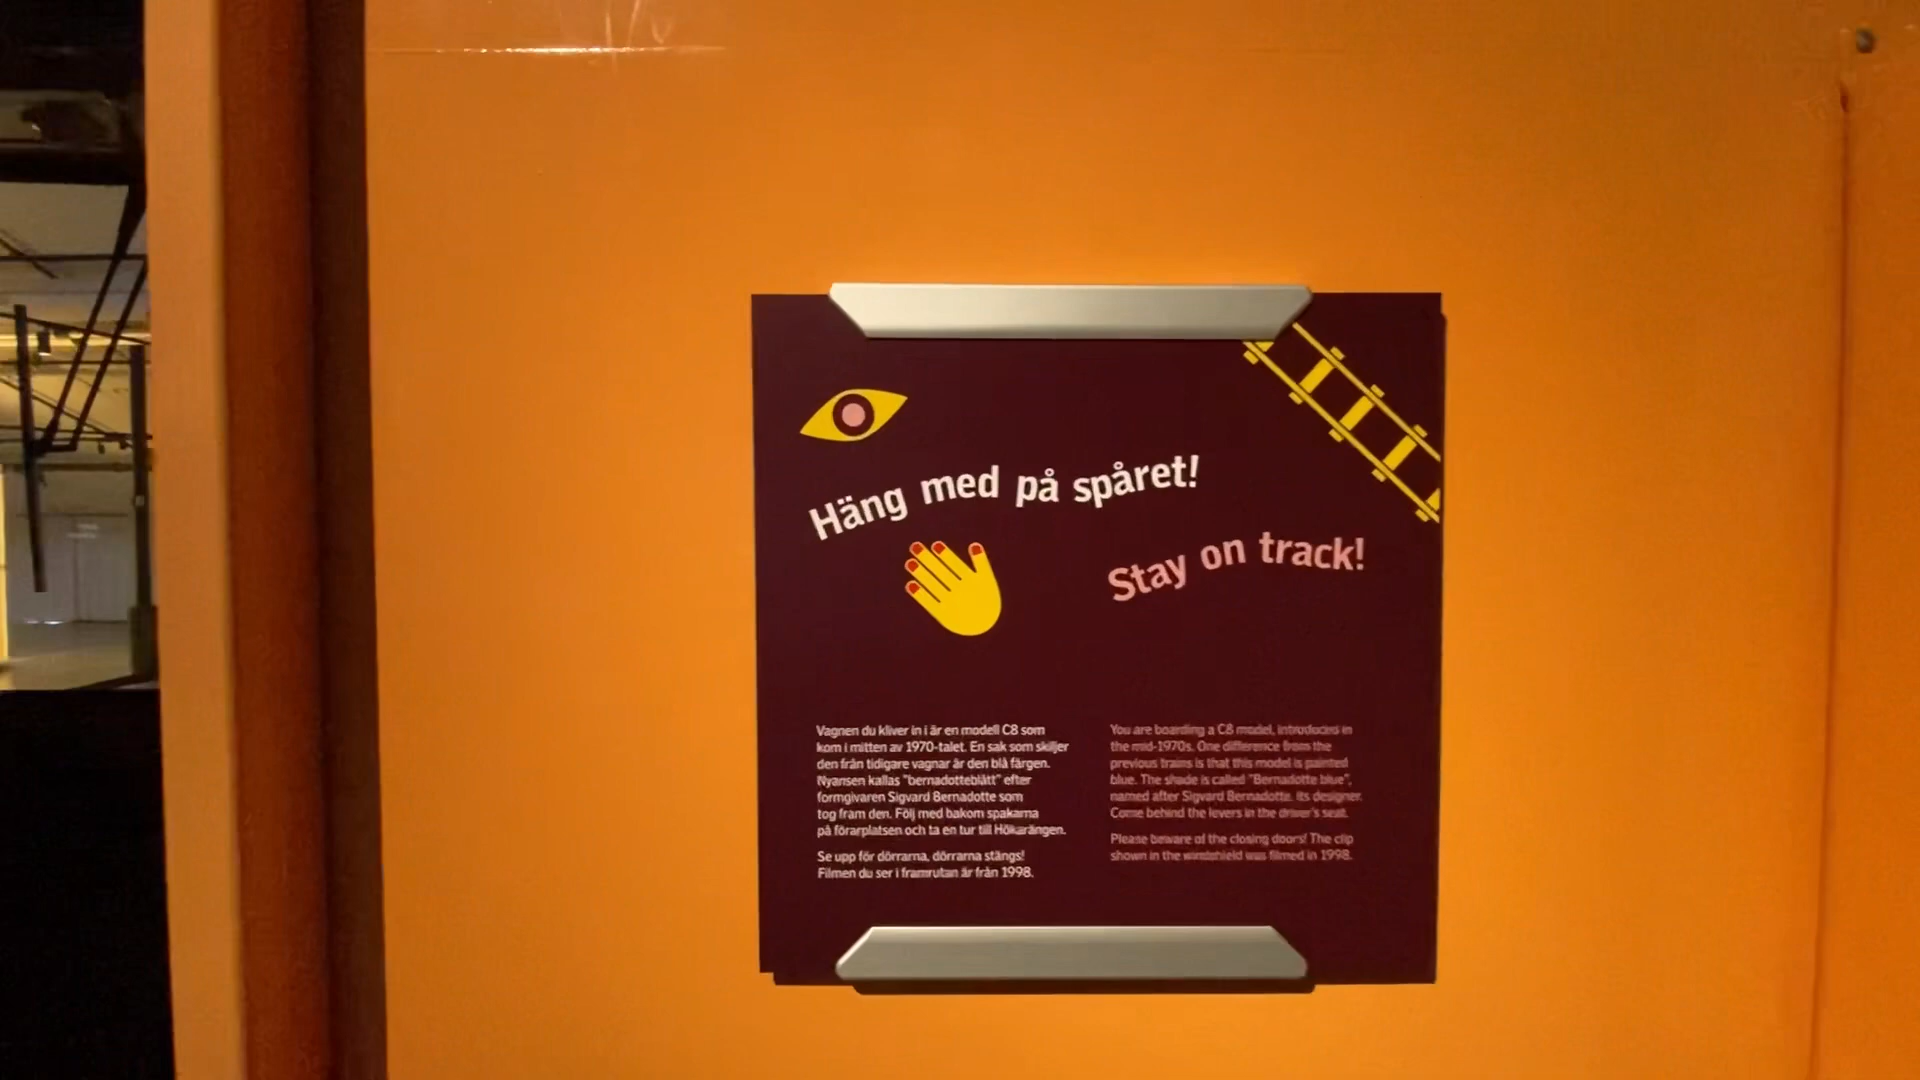 Häng med på spåret!
Stay on track!
Vagnen du kliver in i är en modell C8 som
kom i mitten av 1970-talet. En sak som skiljer
den från tidigare vagnar är den blå färgen.
Nyansen kallas "bernadotteblått" efter
formgivaren Sigvard Bernadotte som
tog fram den. Följ med bakom spakarna
på förarplatsen och ta en tur till Hökarängen.
Se upp för dörrarna, dörrarna stängs!
Filmen du ser i framrutan är från 1998.
You are boarding a C8 model, introduced in
the mid-1970s. One difference from the
previous trains is that this model is painted
blue. The shade is called "Bernadotte blue",
named after Sigvard Bernadotte, its designer.
Come behind the levers in the driver's seat.
Please beware of the closing doors! The clip
shown in the windshield was filmed in 1998.